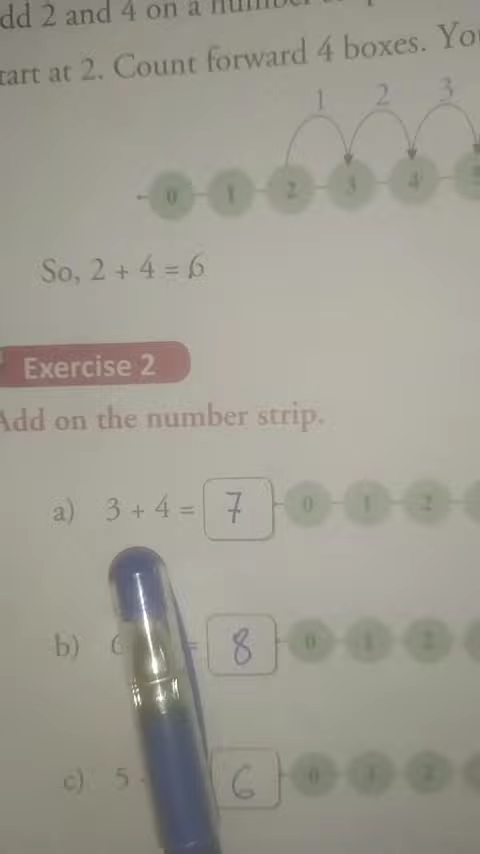 dd 2 and 4 on a number
tart at 2. Count forward 4 boxes. You
1 2 3
0 1 2 3 4
So, 2 + 4 = 6
Exercise 2
Add on the number strip.
a) 3 + 4 = 7 0 1 2
b) = 8 0 1 2
c) 5 6 0 1 2